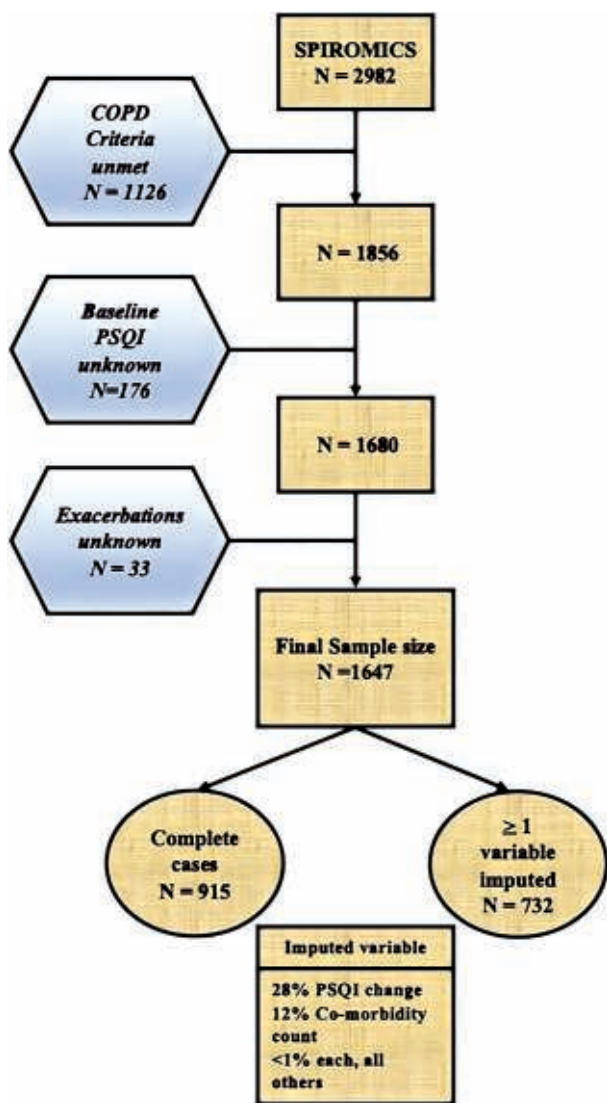 SPIROMICS
N = 2982
COPD
Criteria
unmet
N = 1126
N = 1856
Baseline
PSQI
unknown
N=176
N = 1680
Exacerbations
unknown
N = 33
Final Sample size
N =1647
Complete
cases
N = 915
≥ 1
variable
imputed
N = 732
Imputed variable
28% PSQI change
12% Co-morbidity
count
<1% each, all
others